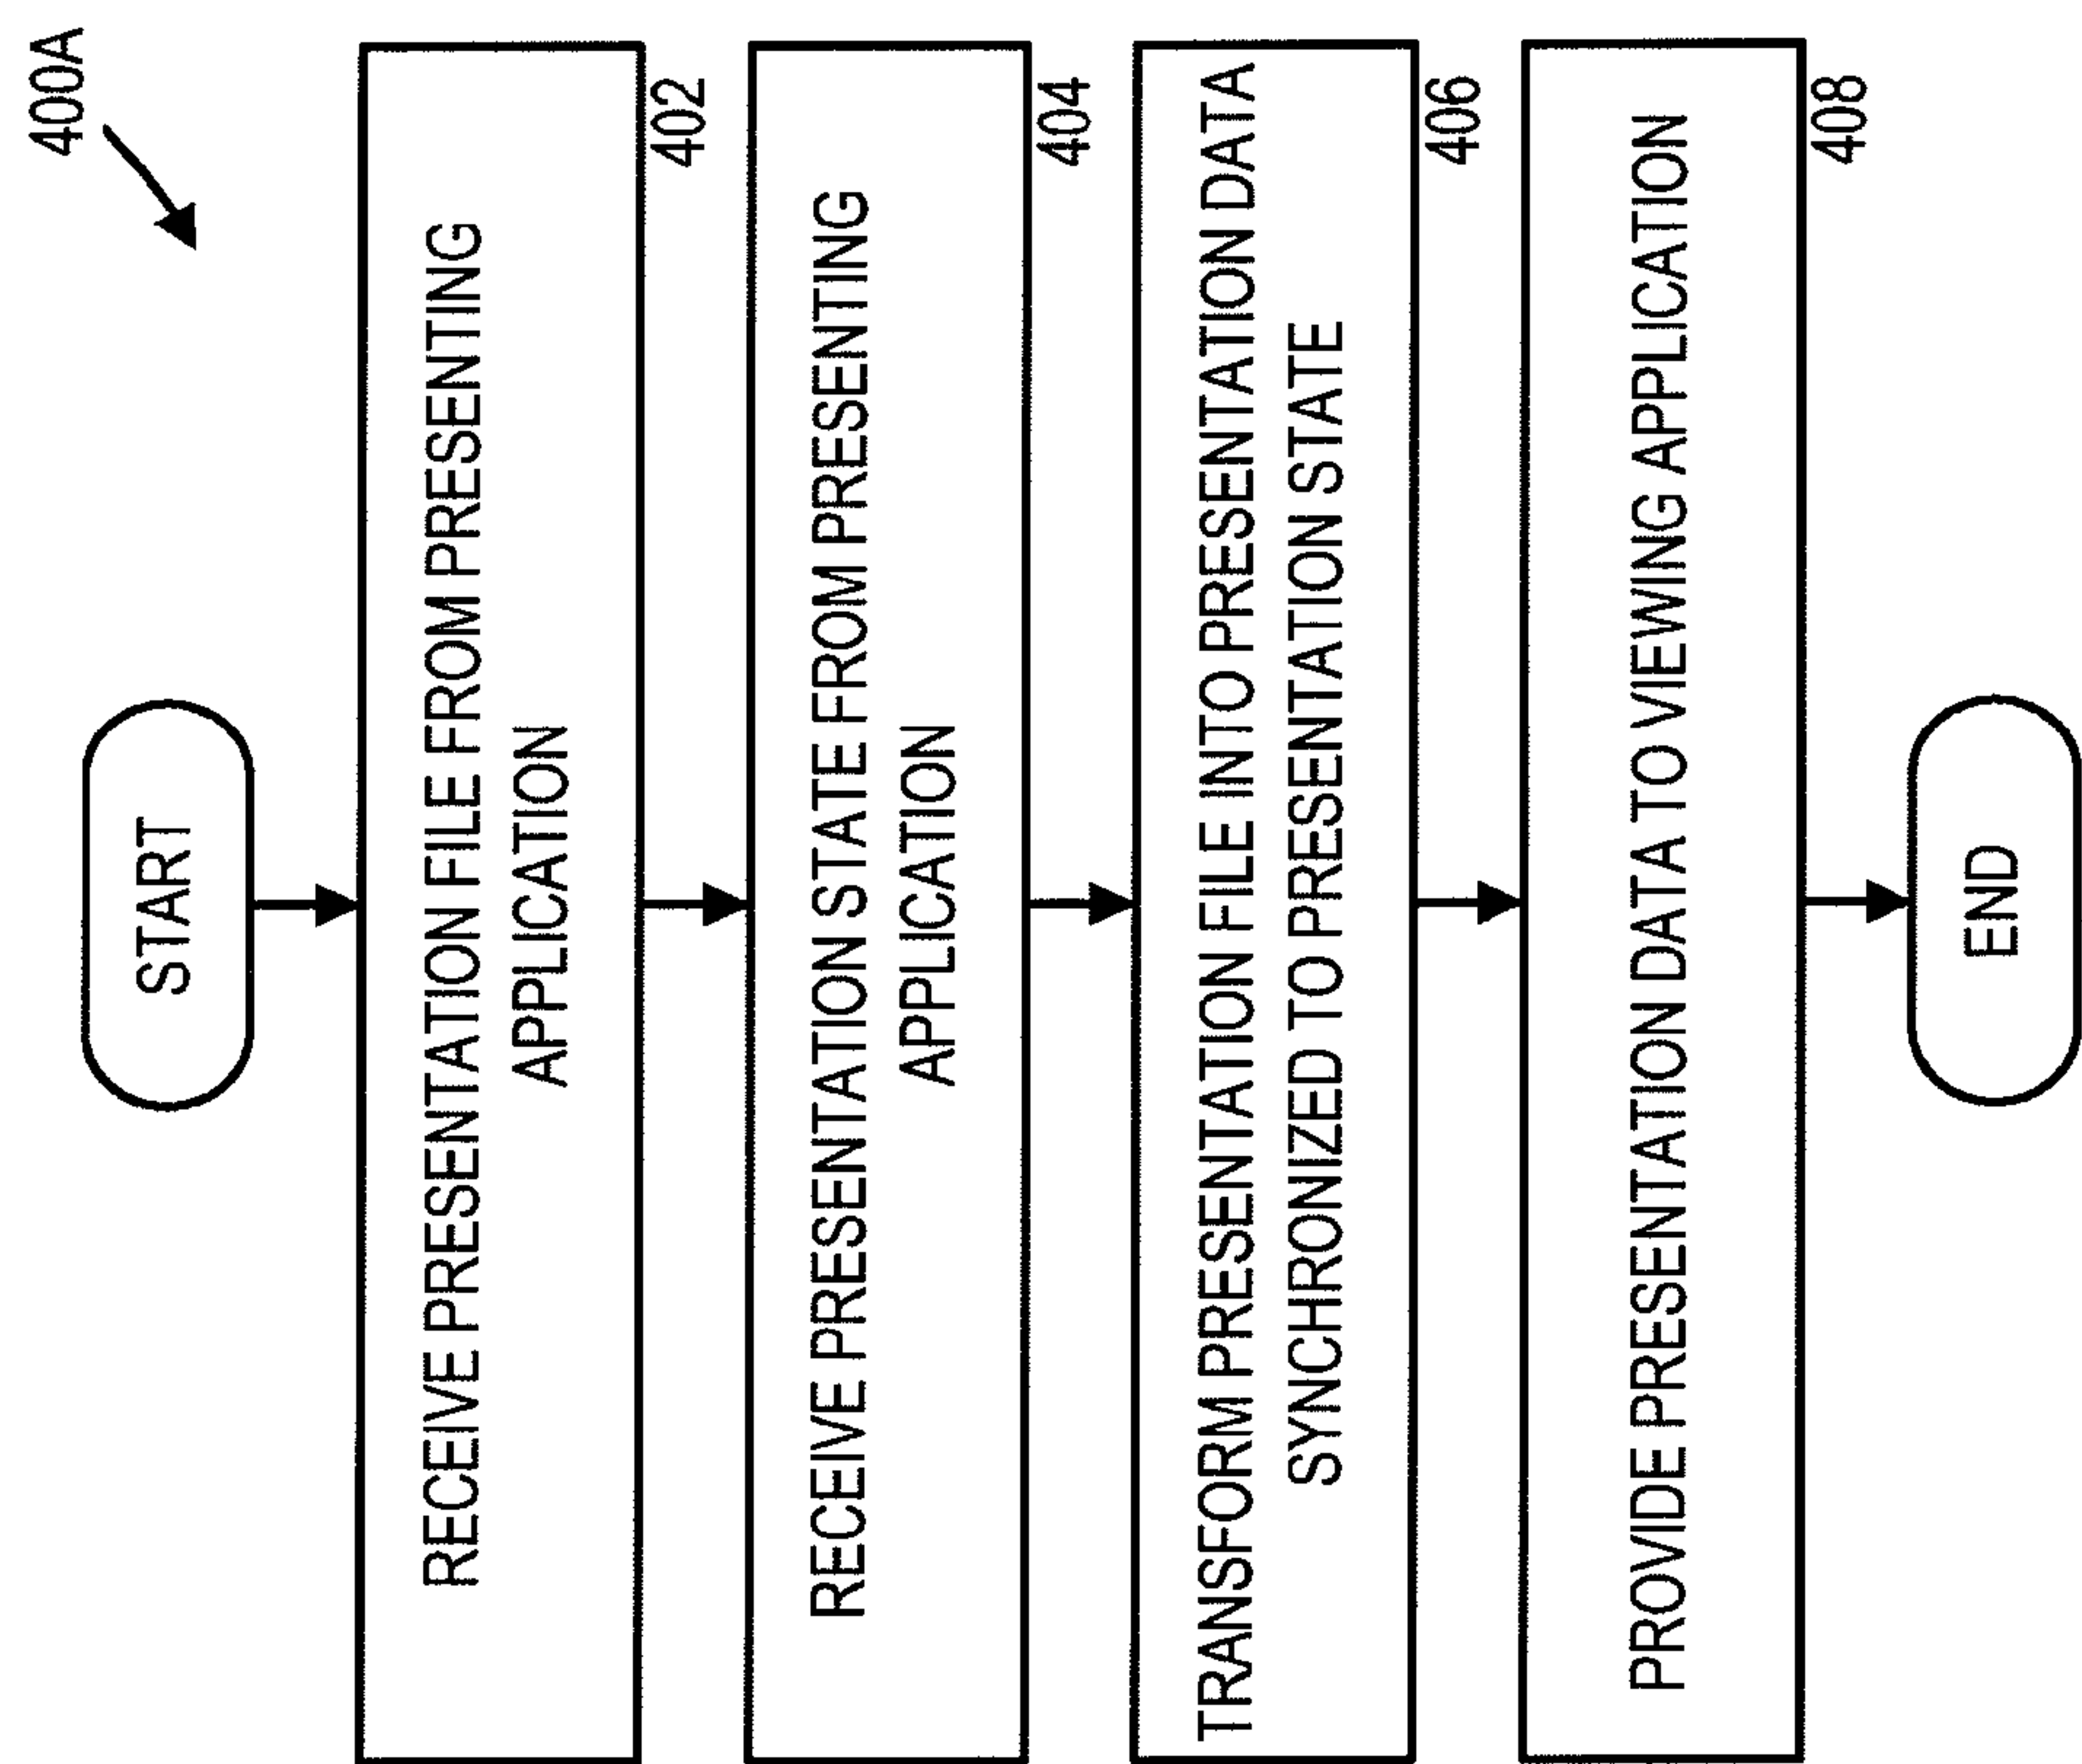 400A
START
RECEIVE PRESENTATION FILE FROM PRESENTING
APPLICATION
402
RECEIVE PRESENTATION STATE FROM PRESENTING
APPLICATION
404
TRANSFORM PRESENTATION FILE INTO PRESENTATION DATA
SYNCHRONIZED TO PRESENTATION STATE
406
PROVIDE PRESENTATION DATA TO VIEWING APPLICATION
408
END